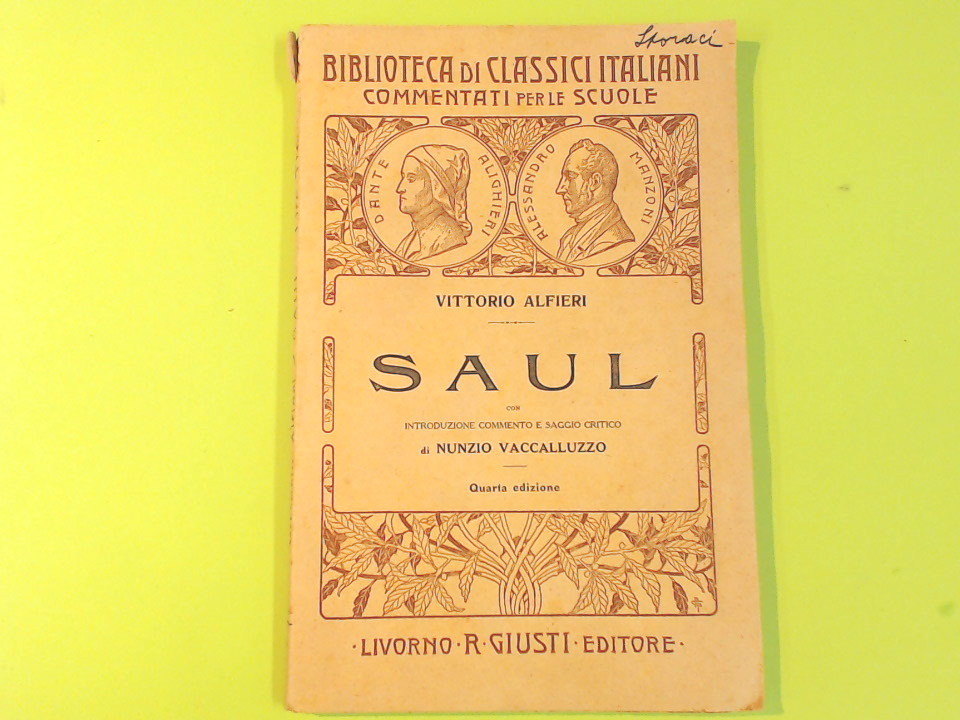 Sporaci
BIBLIOTECA DI CLASSICI ITALIANI
COMMENTATI PER LE SCUOLE
DANTE ALIGHIERI
ALESSANDRO MANZONI
VITTORIO ALFIERI
SAUL
CON
INTRODUZIONE COMMENTO E SAGGIO CRITICO
di NUNZIO VACCALLUZZO
Quarta edizione
· LIVORNO · R · GIUSTI · EDITORE ·